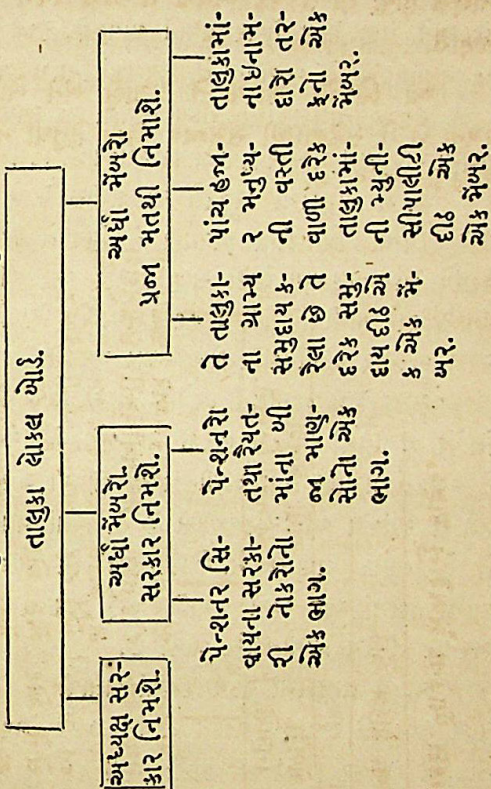 તાલુકા લોકલ બોર્ડ.
અધ્યક્ષ સર-
કાર નિમશે.
અર્ધા મેંબરો.
સરકાર નિમશે.
અર્ધા મેંબરો
પ્રજા મતથી નિમાશે.
પેન્શનર સિ-
વાયના સરકા-
રી નોકરોનો
એક ભાગ.
પેન્શનરો
તથા રૈયત-
માંના બી
જા માણ-
સોના એક
ભાગ.
તે તાલુકા-
ના ગ્રામ્ય
સમુદાય ક-
રેલા છે તે
દરેક સમુ-
દાય દીઠ એ
ક એક મેં-
બર.
પાંચ હજા-
ર મનુષ્ય-
ની વસ્તી
વાળી દરેક
તાલુકામાં-
ની મ્યુની-
સીપાલીટી
દીઠ એક
એક મેંબર.
તાલુકામાં-
ના ઇનામ-
દારો તર-
ફનો એક
મેંબર.